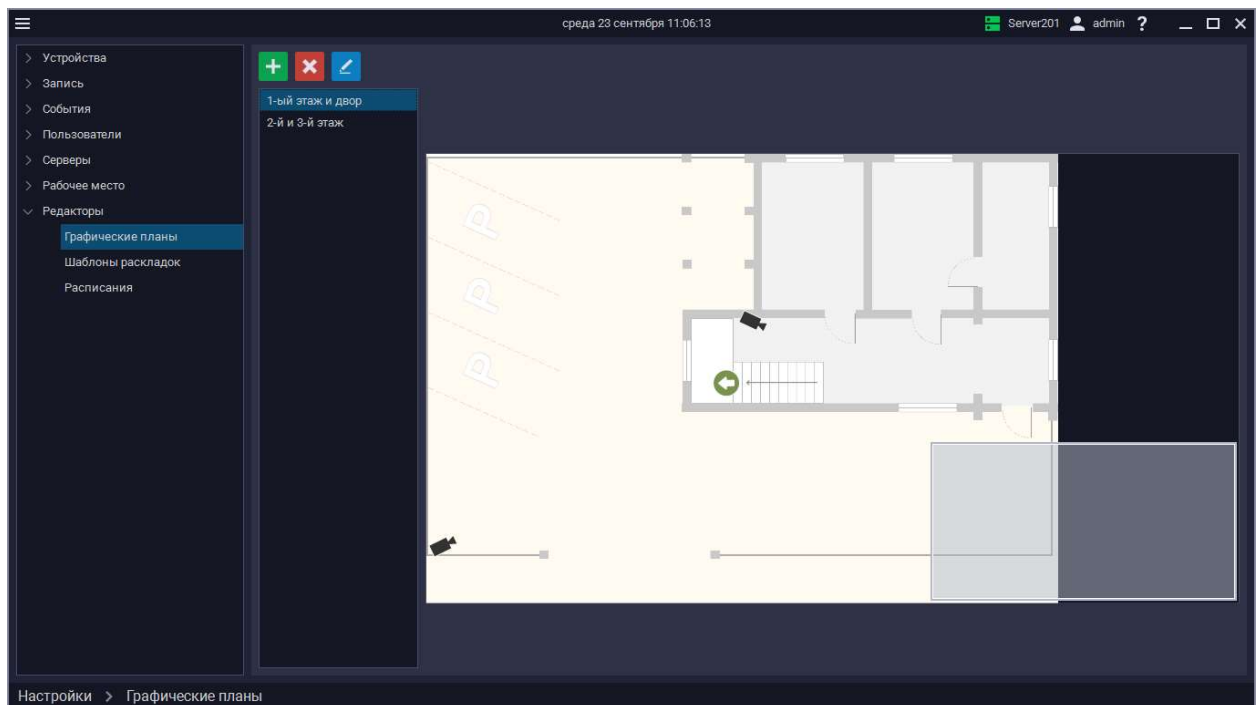 среда 23 сентября 11:06:13
Server201 admin ?
Устройства
Запись
События
Пользователи
Серверы
Рабочее место
Редакторы
Графические планы
Шаблоны раскладок
Расписания
1-ый этаж и двор
2-й и 3-й этаж
P
P
P
Настройки > Графические планы